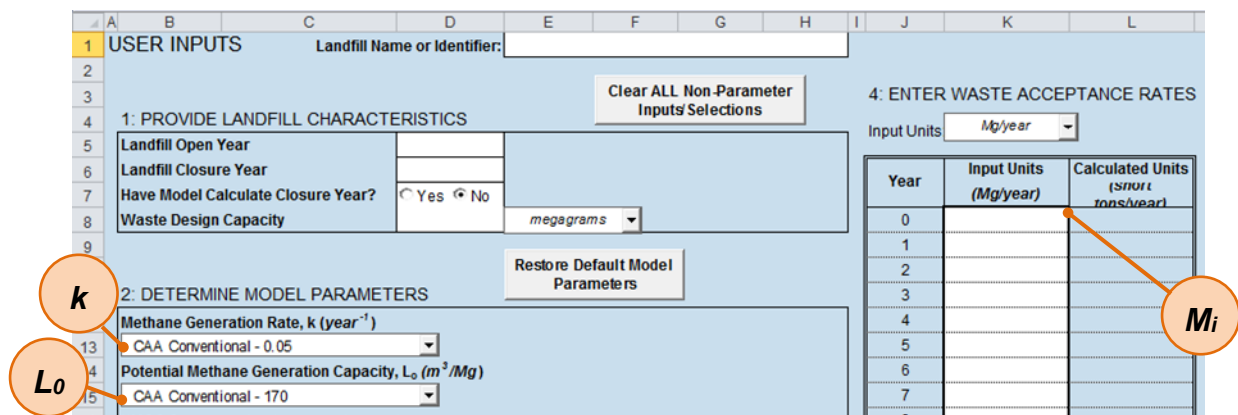 A B C D E F G H I J K L
1 USER INPUTS Landfill Name or Identifier:
2
3 Clear ALL Non-Parameter
Inputs/Selections
4: ENTER WASTE ACCEPTANCE RATES
4 1: PROVIDE LANDFILL CHARACTERISTICS
Input Units Mg/year
5 Landfill Open Year
6 Landfill Closure Year
7 Have Model Calculate Closure Year? Yes No
8 Waste Design Capacity megagrams
9
Year Input Units
(Mg/year)
Calculated Units
(short
tons/year)
0
1
2
3
4
5
6
7
Restore Default Model
Parameters
k
2: DETERMINE MODEL PARAMETERS
Methane Generation Rate, k (year⁻¹)
13 CAA Conventional - 0.05
4 Potential Methane Generation Capacity, Lₒ (m³/Mg)
15 CAA Conventional - 170
L₀
Mᵢ